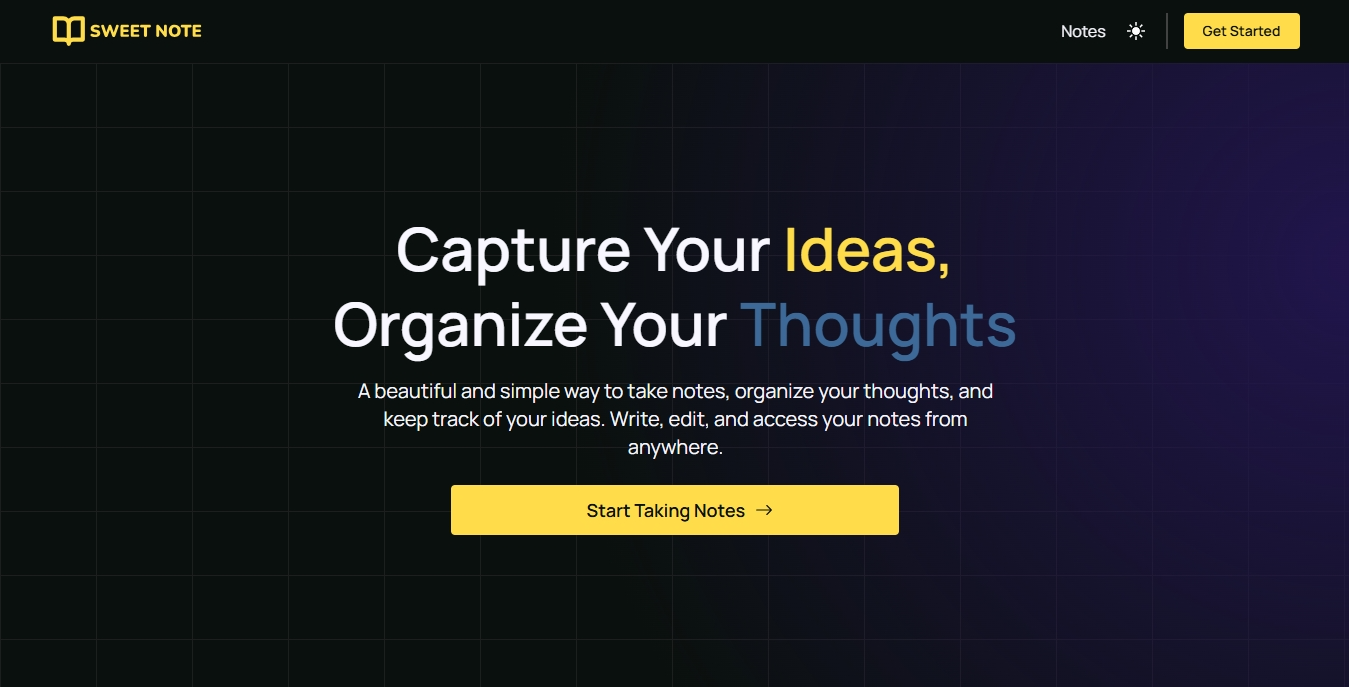 SWEET NOTE
Notes
Get Started
Capture Your Ideas,
Organize Your Thoughts
A beautiful and simple way to take notes, organize your thoughts, and
keep track of your ideas. Write, edit, and access your notes from
anywhere.
Start Taking Notes →